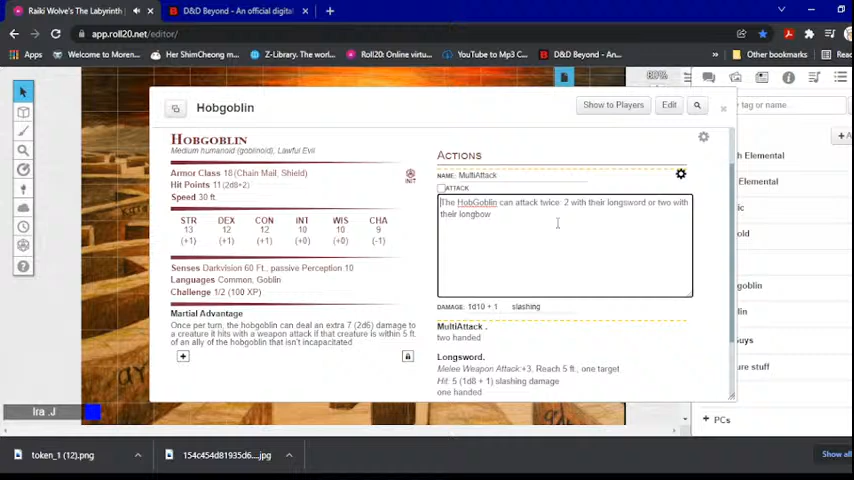 Raiki Wolve's The Labyrinth |
D&D Beyond - An official digital
app.roll20.net/editor/
Apps
Welcome to Moren...
Her ShimCheong m...
Z-Library. The worl...
Roll20: Online virtu...
YouTube to Mp3 C...
D&D Beyond - An...
Other bookmarks
Hobgoblin
Show to Players
Edit
tag or name.
HOBGOBLIN
Medium humanoid (goblinoid), Lawful Evil
Armor Class 18 (Chain Mail, Shield)
Hit Points 11 (2d8+2)
Speed 30 ft.
INIT
STR DEX CON INT WIS CHA
13 12 12 10 10 9
(+1) (+1) (+1) (+0) (+0) (-1)
Senses Darkvision 60 Ft., passive Perception 10
Languages Common, Goblin
Challenge 1/2 (100 XP)
Martial Advantage
Once per turn, the hobgoblin can deal an extra 7 (2d6) damage to
a creature it hits with a weapon attack if that creature is within 5 ft.
of an ally of the hobgoblin that isn't incapacitated
ACTIONS
NAME: MultiAttack
ATTACK
The HobGoblin can attack twice 2 with their longsword or two with
their longbow
DAMAGE: 1d10 + 1 slashing
MultiAttack .
two handed
Longsword.
Melee Weapon Attack:+3. Reach 5 ft., one target
Hit: 5 (1d8 + 1) slashing damage
one handed
h Elemental
Elemental
tic
old
goyle
lin
Guys
ture stuff
PCs
Ira .J
token_1 (12).png
154c454d81935d6....jpg
Show all